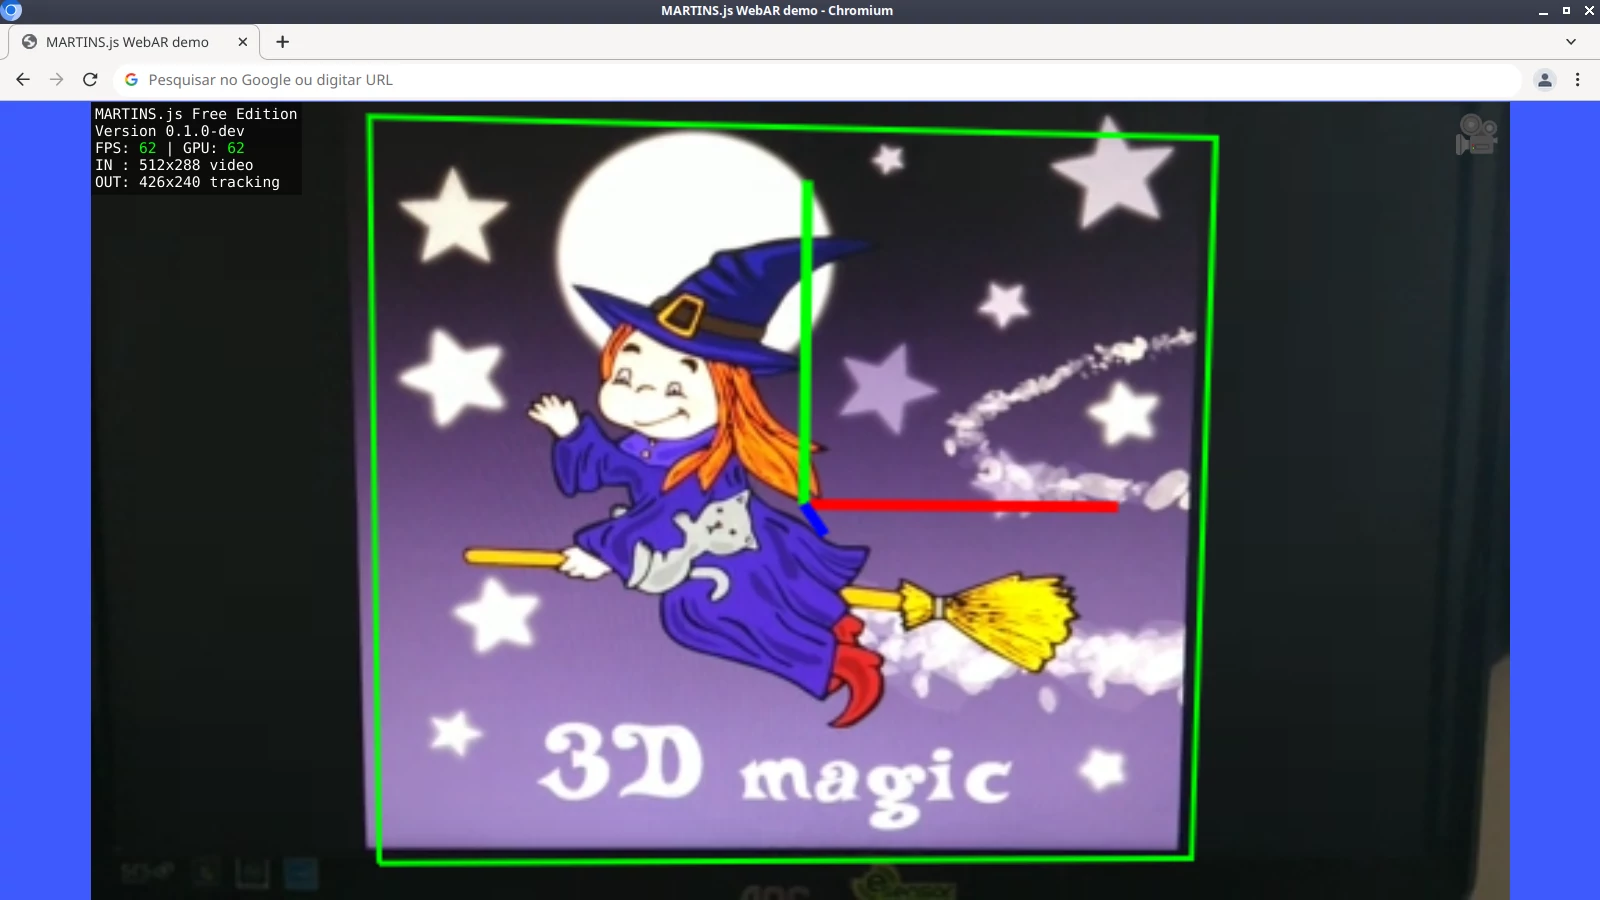 MARTINS.js WebAR demo - Chromium
MARTINS.js WebAR demo
Pesquisar no Google ou digitar URL
MARTINS.js Free Edition
Version 0.1.0-dev
FPS: 62 | GPU: 62
IN : 512x288 video
OUT: 426x240 tracking
3D magic